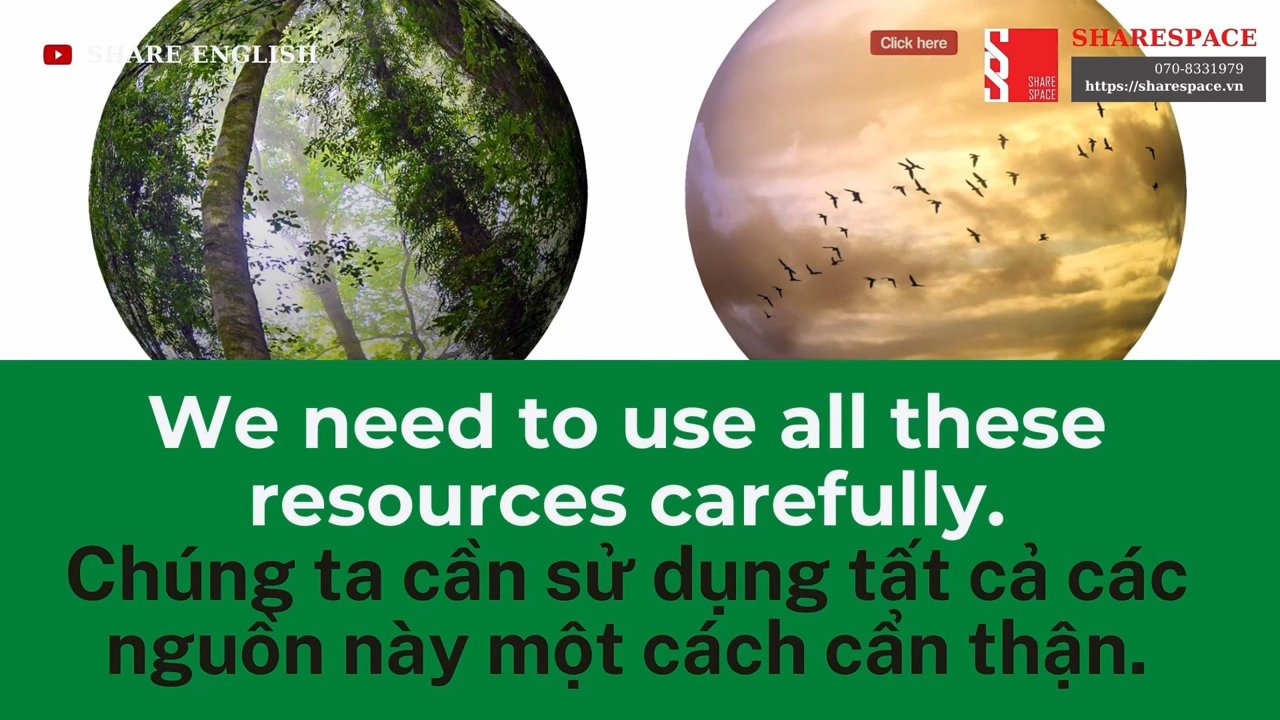 SHARE ENGLISH
Click here
SHARE
SPACE
SHARESPACE
070-8331979
https://sharespace.vn
We need to use all these
resources carefully.
Chúng ta cần sử dụng tất cả các
nguồn này một cách cẩn thận.